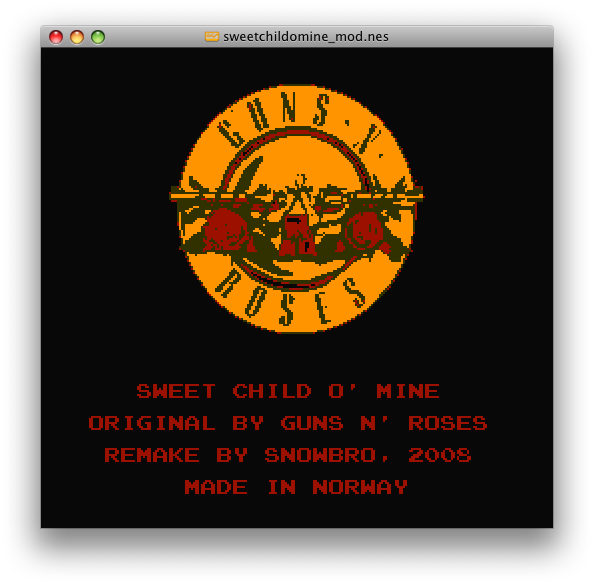 sweetchildomine_mod.nes
GUNS N'
ROSES
SWEET CHILD O' MINE
ORIGINAL BY GUNS N' ROSES
REMAKE BY SNOWBRO, 2008
MADE IN NORWAY